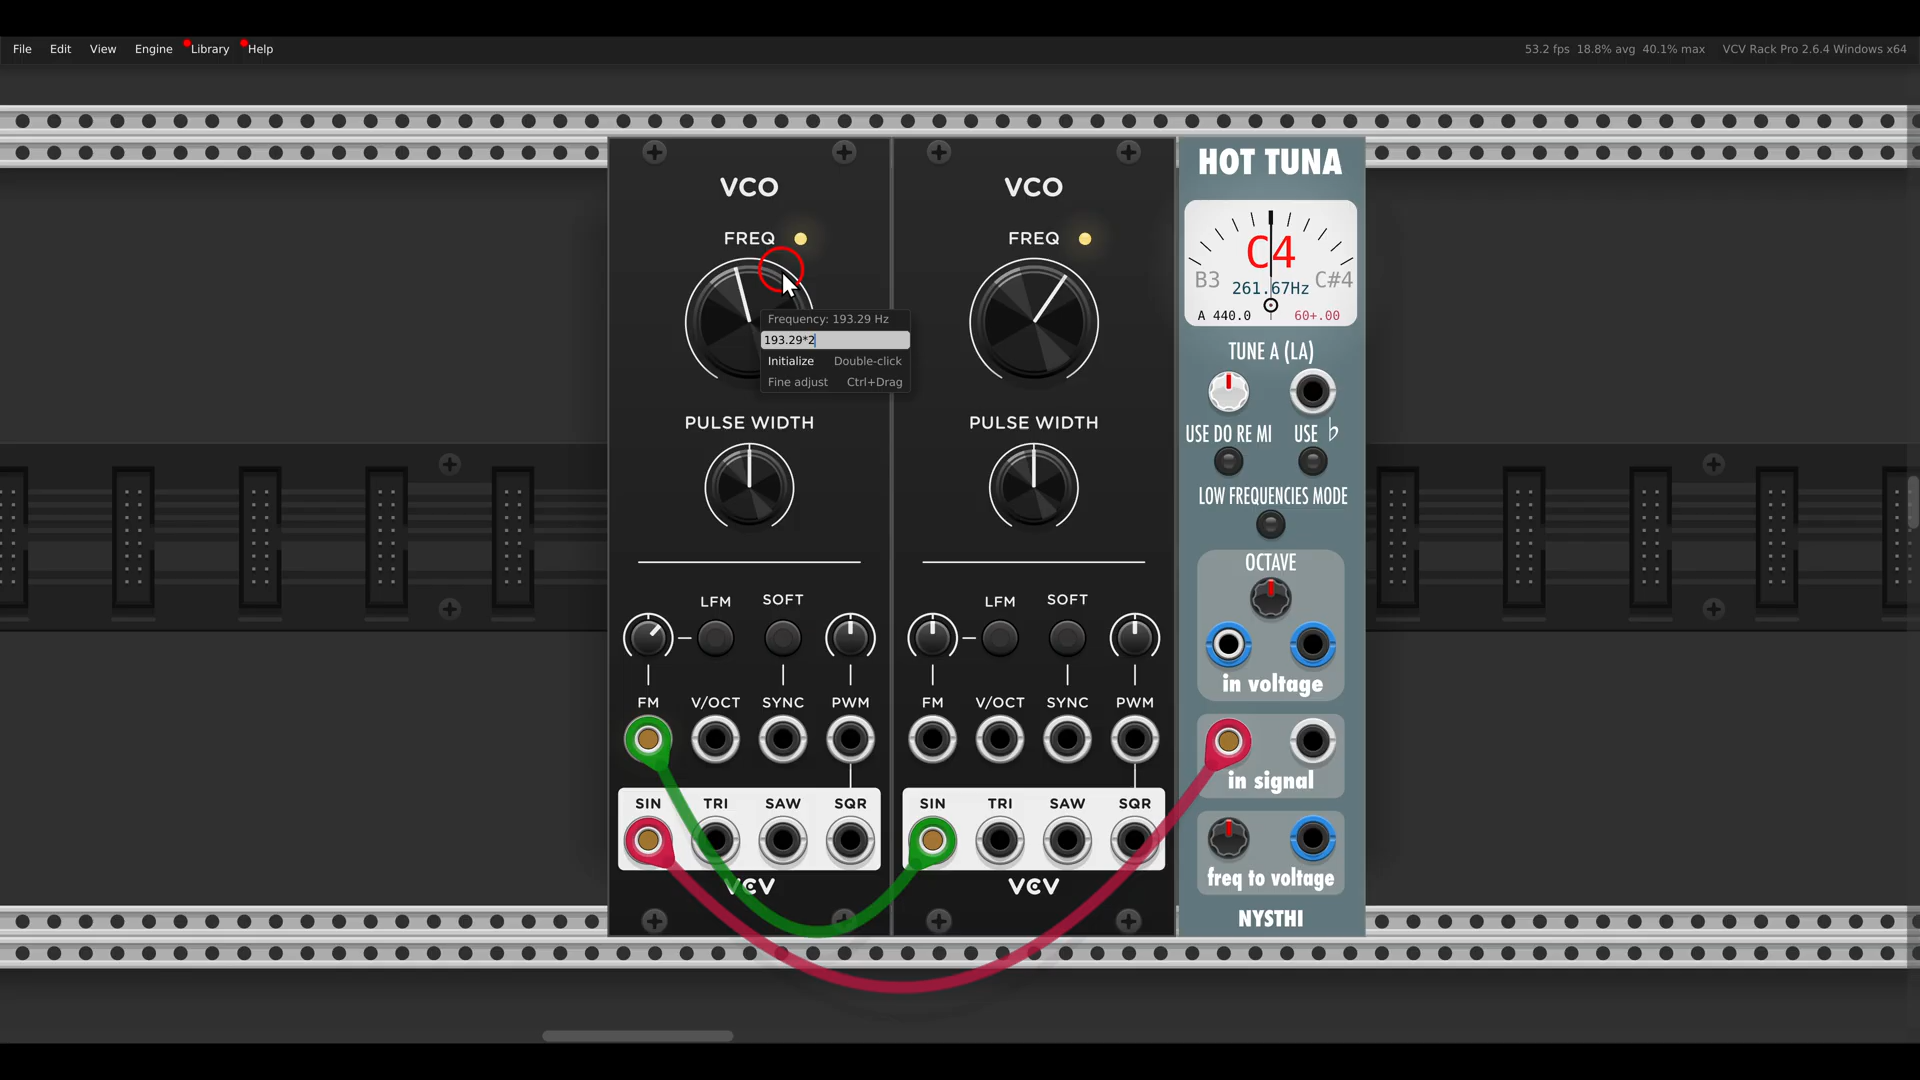 File Edit View Engine Library Help
53.2 fps 18.8% avg 40.1% max VCV Rack Pro 2.6.4 Windows x64
VCO
FREQ
Frequency: 193.29 Hz
193.29*2
Initialize Double-click
Fine adjust Ctrl+Drag
PULSE WIDTH
LFM SOFT
FM V/OCT SYNC PWM
SIN TRI SAW SQR
VCV
VCO
FREQ
PULSE WIDTH
LFM SOFT
FM V/OCT SYNC PWM
SIN TRI SAW SQR
VCV
HOT TUNA
C4
B3 C#4
261.67Hz
A 440.0 60+.00
TUNE A (LA)
USE DO RE MI USE ♭
LOW FREQUENCIES MODE
OCTAVE
in voltage
in signal
freq to voltage
NYSTHI